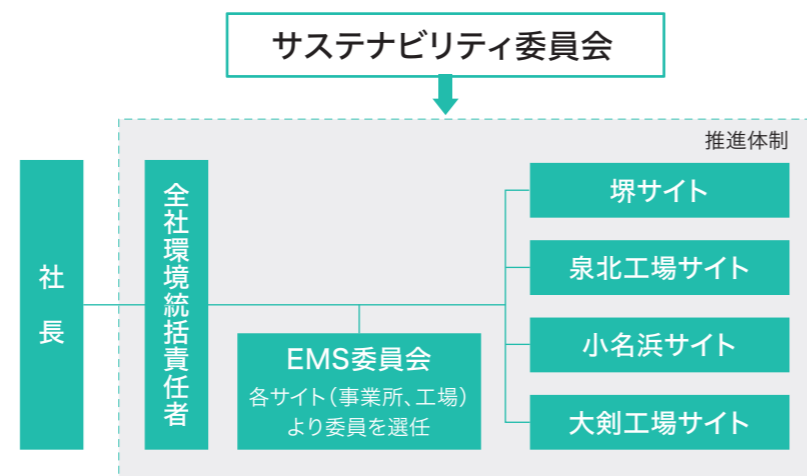 サステナビリティ委員会
推進体制
社長
全社環境統括責任者
EMS委員会
各サイト（事業所、工場）
より委員を選任
堺サイト
泉北工場サイト
小名浜サイト
大剣工場サイト